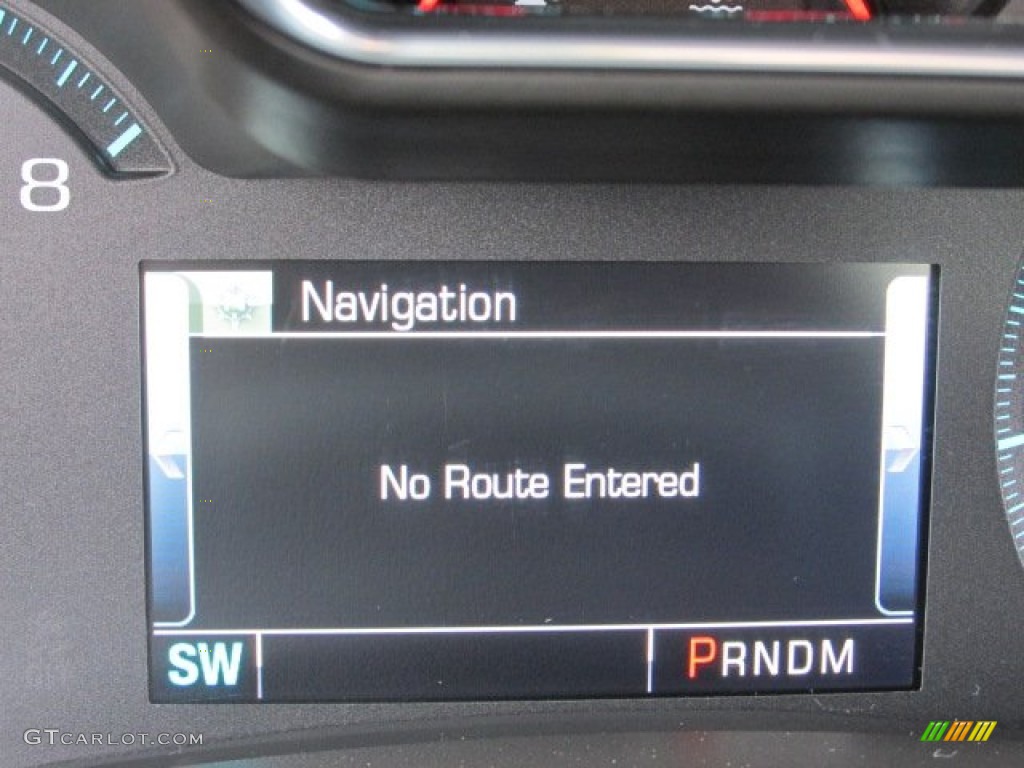 8
Navigation
No Route Entered
SW
PRNDM
GTCARLOT.COM